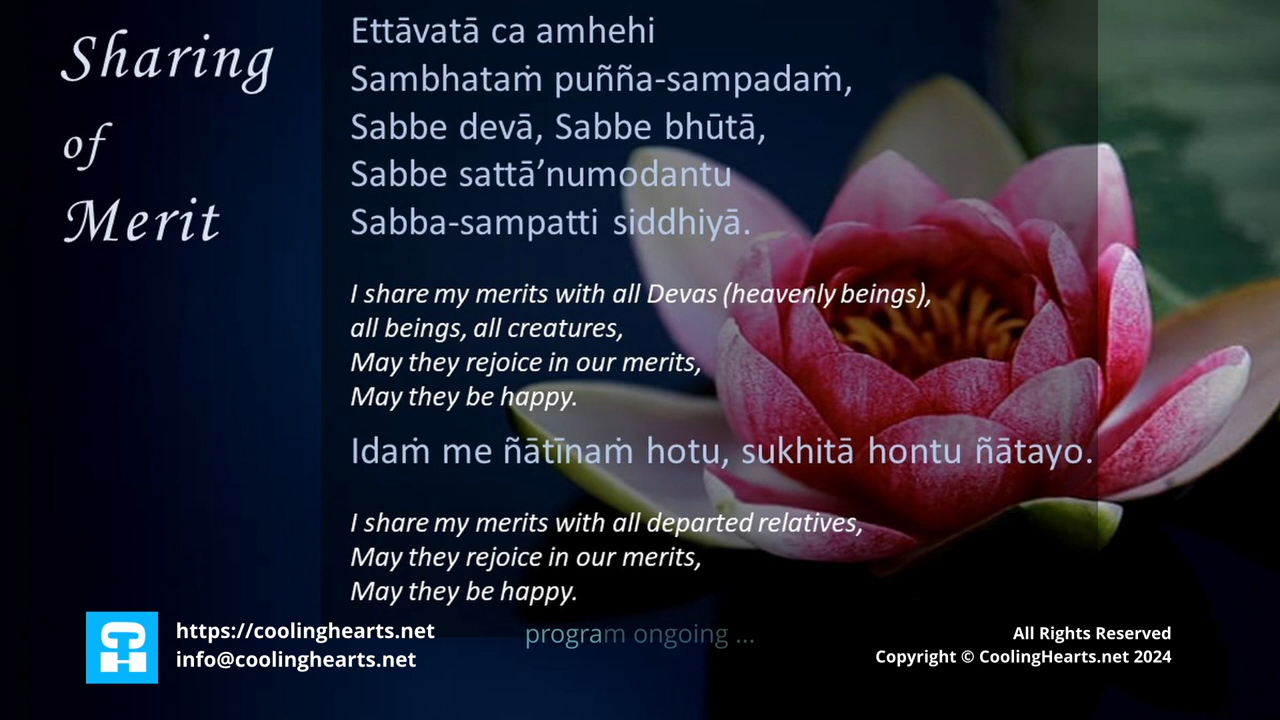 Sharing
of
Merit
Ettāvatā ca amhehi
Sambhataṁ puñña-sampadaṁ,
Sabbe devā, Sabbe bhūtā,
Sabbe sattā’numodantu
Sabba-sampatti siddhiyā.
I share my merits with all Devas (heavenly beings),
all beings, all creatures,
May they rejoice in our merits,
May they be happy.
Idaṁ me ñātīnaṁ hotu, sukhitā hontu ñātayo.
I share my merits with all departed relatives,
May they rejoice in our merits,
May they be happy.
https://coolinghearts.net
info@coolinghearts.net
program ongoing ...
All Rights Reserved
Copyright © CoolingHearts.net 2024